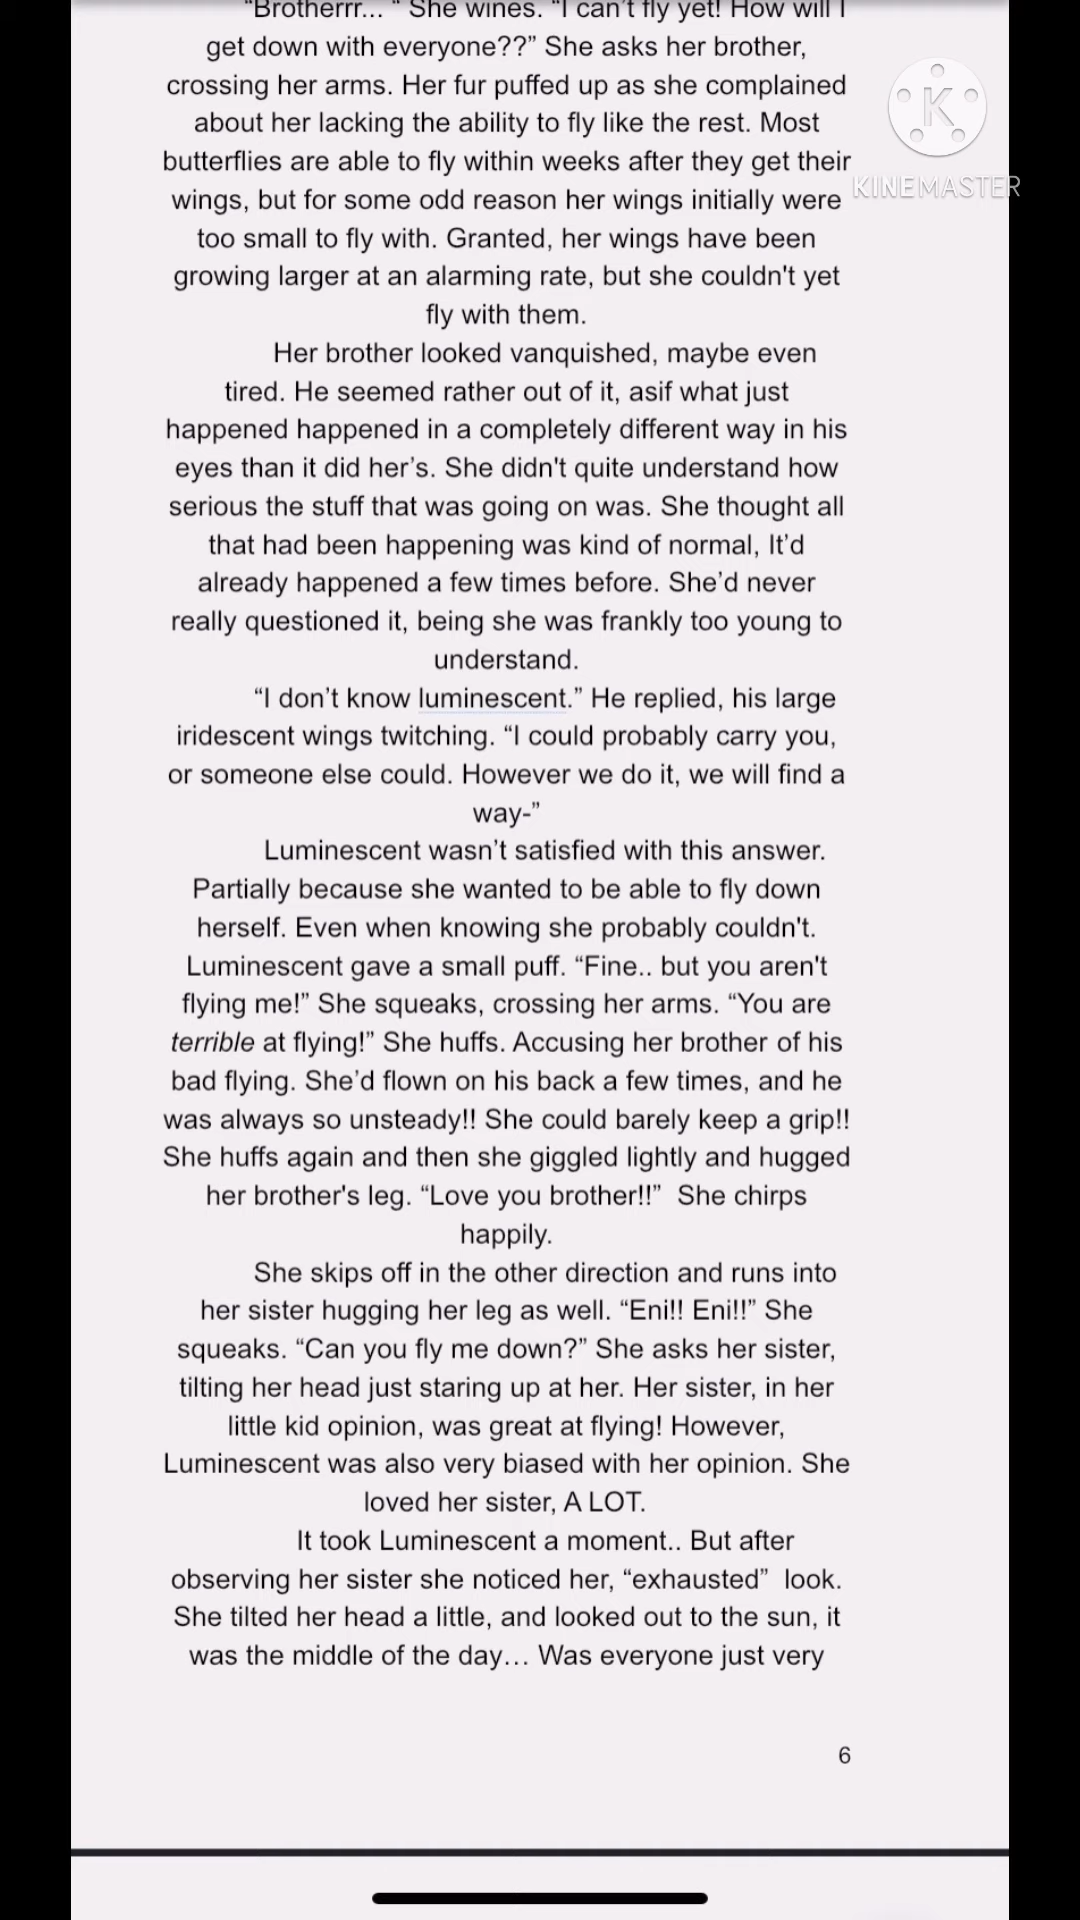 “Brotherrr... “ She wines. “I can’t fly yet! How will I
get down with everyone??” She asks her brother,
crossing her arms. Her fur puffed up as she complained
about her lacking the ability to fly like the rest. Most
butterflies are able to fly within weeks after they get their
wings, but for some odd reason her wings initially were
too small to fly with. Granted, her wings have been
growing larger at an alarming rate, but she couldn't yet
fly with them.
Her brother looked vanquished, maybe even
tired. He seemed rather out of it, asif what just
happened happened in a completely different way in his
eyes than it did her’s. She didn't quite understand how
serious the stuff that was going on was. She thought all
that had been happening was kind of normal, It’d
already happened a few times before. She’d never
really questioned it, being she was frankly too young to
understand.
“I don’t know luminescent.” He replied, his large
iridescent wings twitching. “I could probably carry you,
or someone else could. However we do it, we will find a
way-”
Luminescent wasn’t satisfied with this answer.
Partially because she wanted to be able to fly down
herself. Even when knowing she probably couldn't.
Luminescent gave a small puff. “Fine.. but you aren't
flying me!” She squeaks, crossing her arms. “You are
terrible at flying!” She huffs. Accusing her brother of his
bad flying. She’d flown on his back a few times, and he
was always so unsteady!! She could barely keep a grip!!
She huffs again and then she giggled lightly and hugged
her brother's leg. “Love you brother!!”  She chirps
happily.
She skips off in the other direction and runs into
her sister hugging her leg as well. “Eni!! Eni!!” She
squeaks. “Can you fly me down?” She asks her sister,
tilting her head just staring up at her. Her sister, in her
little kid opinion, was great at flying! However,
Luminescent was also very biased with her opinion. She
loved her sister, A LOT.
It took Luminescent a moment.. But after
observing her sister she noticed her, “exhausted”  look.
She tilted her head a little, and looked out to the sun, it
was the middle of the day… Was everyone just very
6
K
KINEMASTER